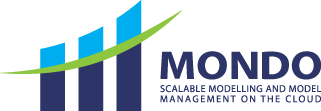 MONDO
SCALABLE MODELLING AND MODEL
MANAGEMENT ON THE CLOUD